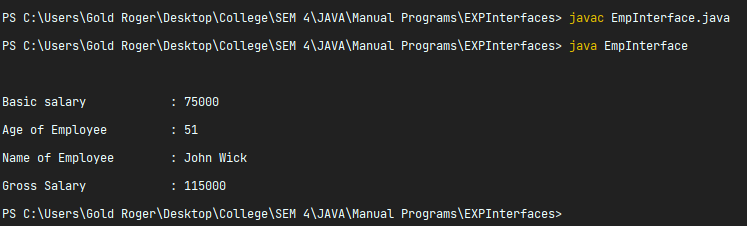 PS C:\Users\Gold Roger\Desktop\College\SEM 4\JAVA\Manual Programs\EXPInterfaces> javac EmpInterface.java
PS C:\Users\Gold Roger\Desktop\College\SEM 4\JAVA\Manual Programs\EXPInterfaces> java EmpInterface
Basic salary            : 75000
Age of Employee         : 51
Name of Employee        : John Wick
Gross Salary            : 115000
PS C:\Users\Gold Roger\Desktop\College\SEM 4\JAVA\Manual Programs\EXPInterfaces>